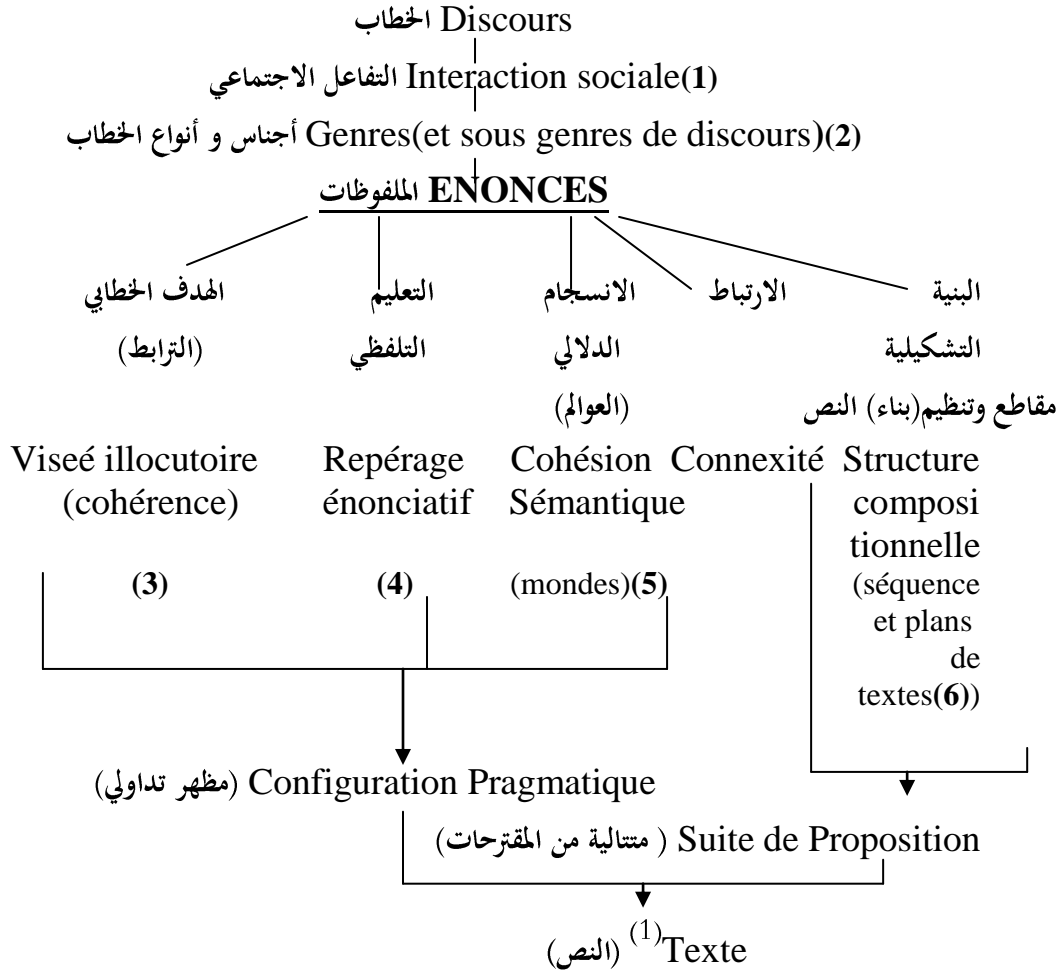 الخطاب Discours
التفاعل الاجتماعي Interaction sociale(1)
أجناس و أنواع الخطاب Genres(et sous genres de discours)(2)
الملفوظات ENONCES
الهدف الخطابي
(الترابط)
التعليم
التلفظي
الانسجام
الدلالي
(العوالم)
الارتباط
البنية
التشكيلية
مقاطع وتنظيم(بناء) النص
Viseé illocutoire
(cohérence)
(3)
Repérage
énonciatif
(4)
Cohésion
Sémantique
(mondes)(5)
Connexité
Structure
composi
tionnelle
(séquence
et plans
de
textes(6))
(مظهر تداولي) Configuration Pragmatique
( متتالية من المقترحات) Suite de Proposition
(النص) (1)Texte